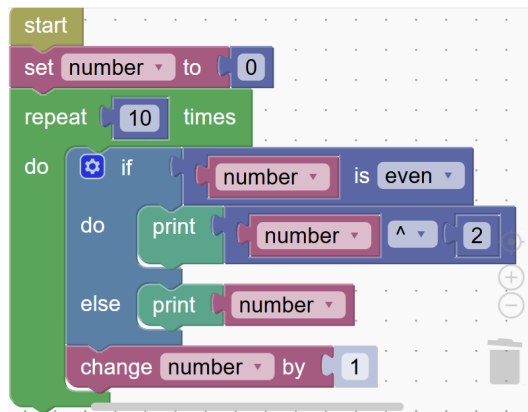 start
set number to 0
repeat 10 times
do if number is even
do print number ^ 2
else print number
change number by 1